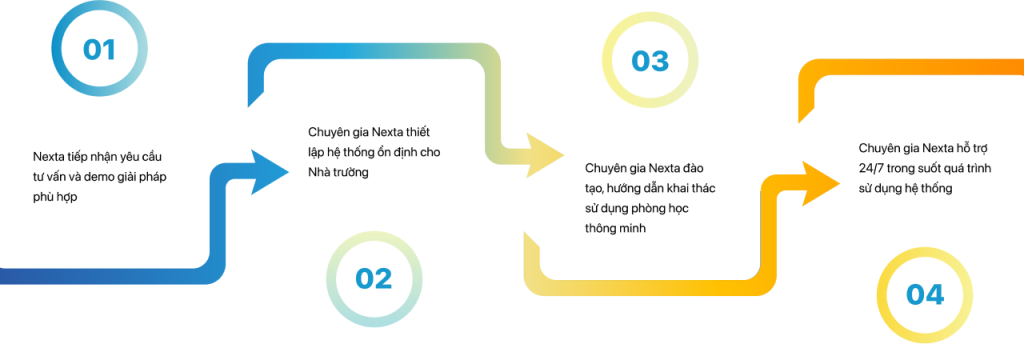 01
Nexta tiếp nhận yêu cầu
tư vấn và demo giải pháp
phù hợp
Chuyên gia Nexta thiết
lập hệ thống ổn định cho
Nhà trường
02
03
Chuyên gia Nexta đào
tạo, hướng dẫn khai thác
sử dụng phòng học
thông minh
Chuyên gia Nexta hỗ trợ
24/7 trong suốt quá trình
sử dụng hệ thống
04